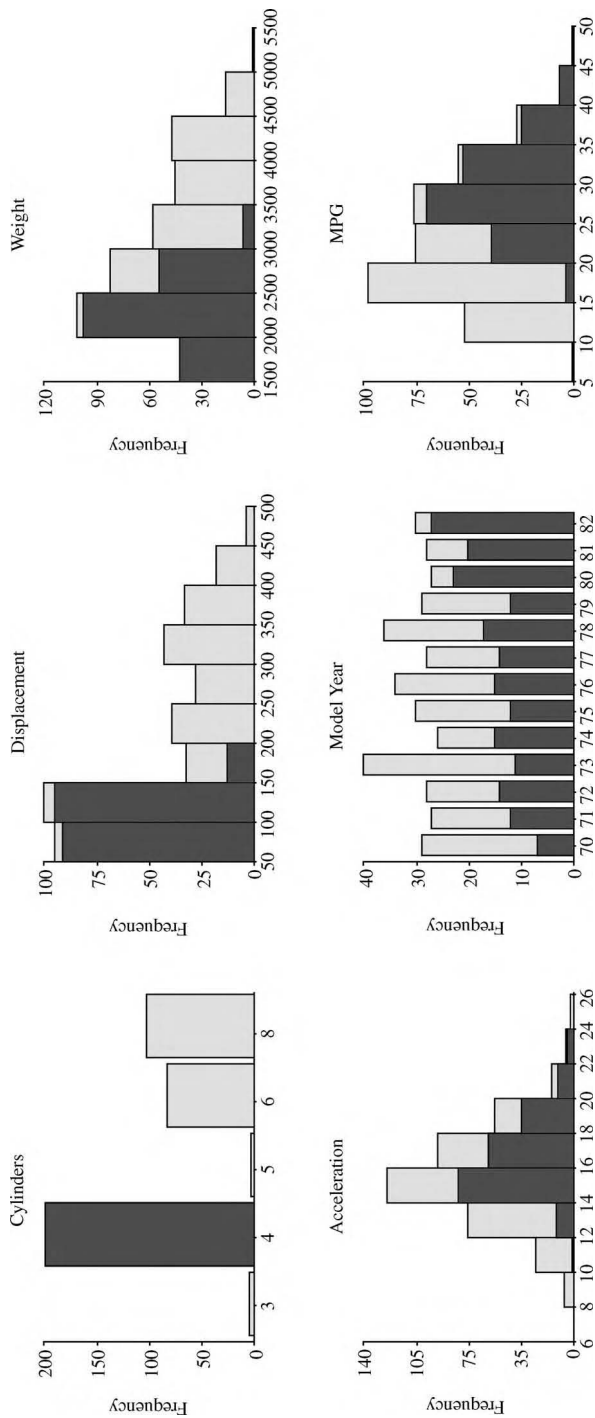 Cylinders
Frequency
200
150
100
50
0
3 4 5 6 8
Displacement
Frequency
100
75
50
25
0
50 100 150 200 250 300 350 400 450 500
Weight
Frequency
120
90
60
30
0
1500 2000 2500 3000 3500 4000 4500 5000 5500
Acceleration
Frequency
140
105
75
35
0
6 8 10 12 14 16 18 20 22 24 26
Model Year
Frequency
40
30
20
10
0
70 71 72 73 74 75 76 77 78 79 80 81 82
MPG
Frequency
100
75
50
25
0
5 10 15 20 25 30 35 40 45 50